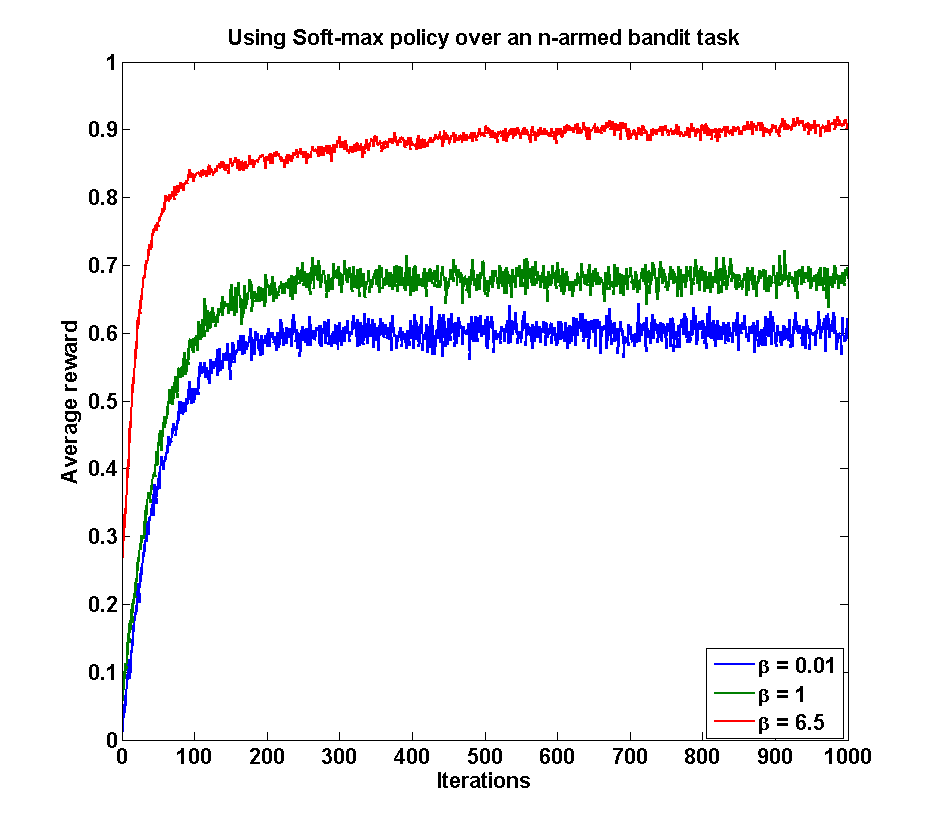 Using Soft-max policy over an n-armed bandit task
1
0.9
0.8
0.7
0.6
0.5
0.4
0.3
0.2
0.1
0
Average reward
0 100 200 300 400 500 600 700 800 900 1000
Iterations
β = 0.01
β = 1
β = 6.5